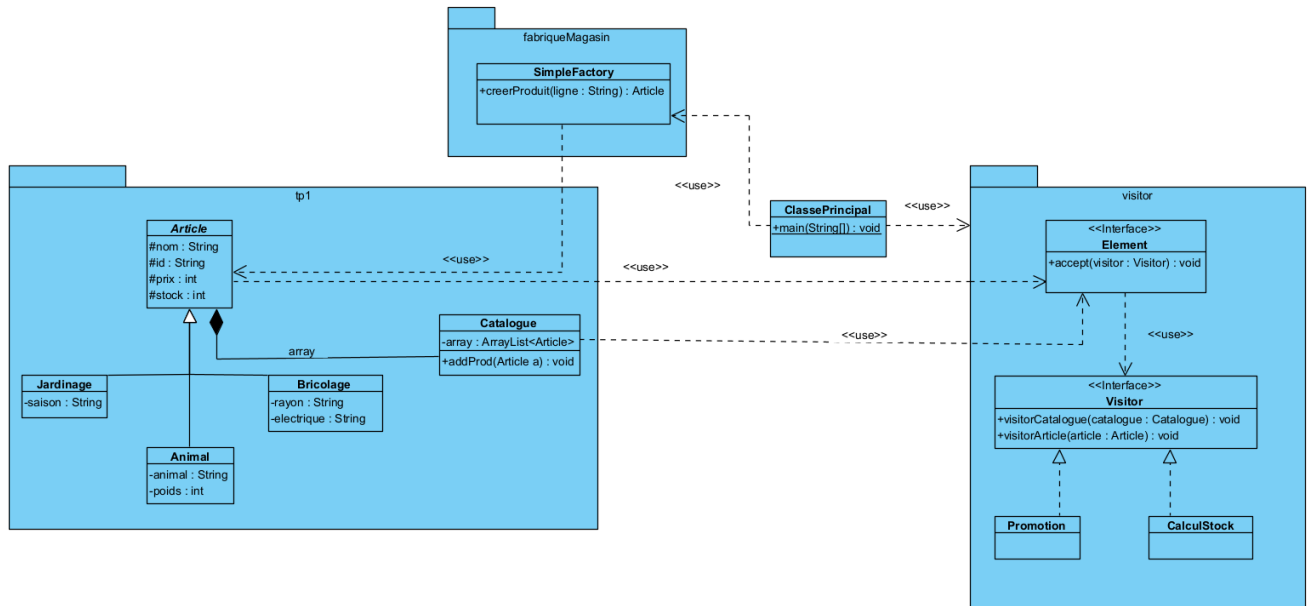 fabriqueMagasin
SimpleFactory
+creerProduit(ligne : String) : Article
<<use>>
tp1
Article
#nom : String
#id : String
#prix : int
#stock : int
<<use>>
<<use>>
array
Catalogue
-array : ArrayList<Article>
+addProd(Article a) : void
Jardinage
-saison : String
Bricolage
-rayon : String
-electrique : String
Animal
-animal : String
-poids : int
ClassePrincipal
+main(String[]) : void
<<use>>
<<use>>
visitor
<<Interface>>
Element
+accept(visitor : Visitor) : void
<<use>>
<<Interface>>
Visitor
+visitorCatalogue(catalogue : Catalogue) : void
+visitorArticle(article : Article) : void
Promotion
CalculStock